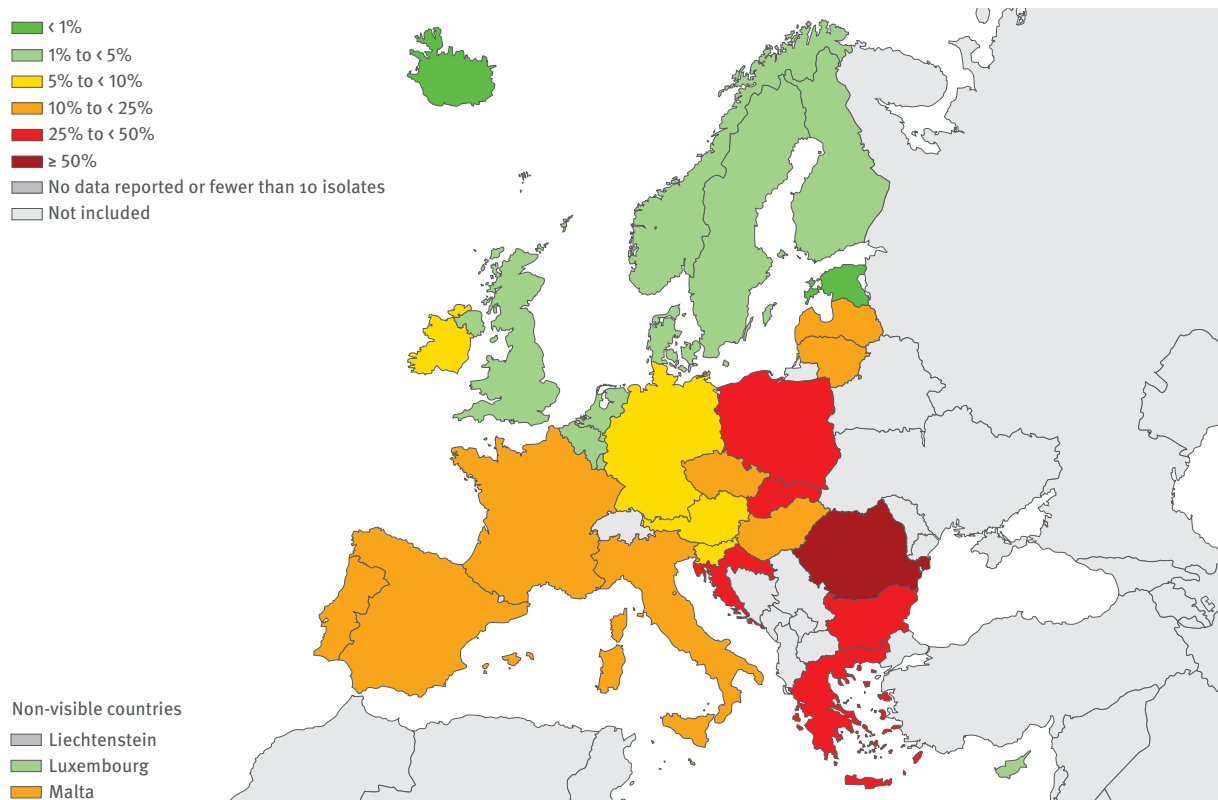 < 1%
1% to < 5%
5% to < 10%
10% to < 25%
25% to < 50%
≥ 50%
No data reported or fewer than 10 isolates
Not included
Non-visible countries
Liechtenstein
Luxembourg
Malta